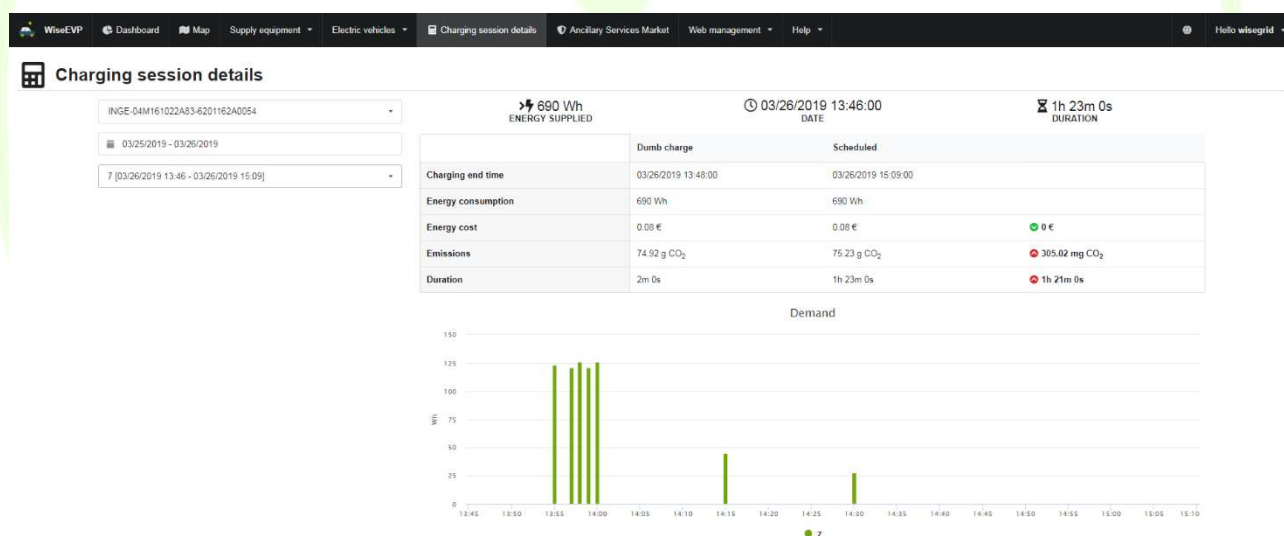 WiseEVP Dashboard Map Supply equipment Electric vehicles Charging session details Ancillary Services Market Web management Help Hello wisegrid
Charging session details
INGE-04M161022A83-6201162A0054
03/25/2019 - 03/26/2019
7 [03/26/2019 13:46 - 03/26/2019 15:09]
690 Wh 03/26/2019 13:46:00 1h 23m 0s
ENERGY SUPPLIED DATE DURATION
Dumb charge Scheduled
Charging end time 03/26/2019 13:48:00 03/26/2019 15:09:00
Energy consumption 690 Wh 690 Wh
Energy cost 0.08 € 0.08 € 0 €
Emissions 74.92 g CO2 75.23 g CO2 305.02 mg CO2
Duration 2m 0s 1h 23m 0s 1h 21m 0s
Demand
150
125
100
Wh
75
50
25
0
13:45 13:50 13:55 14:00 14:05 14:10 14:15 14:20 14:25 14:30 14:35 14:40 14:45 14:50 14:55 15:00 15:05 15:10
7